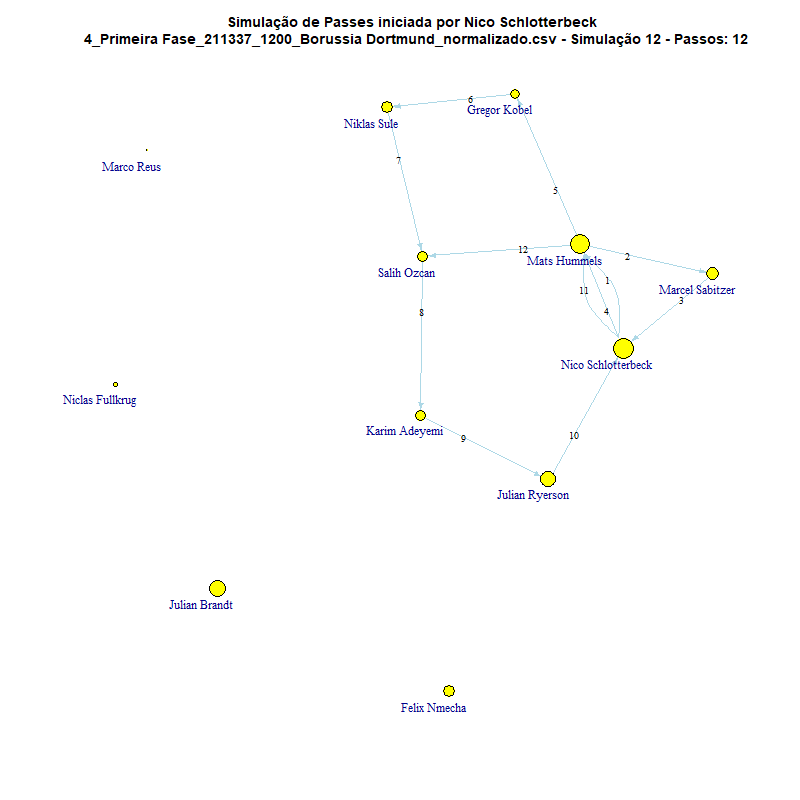 Simulação de Passes iniciada por Nico Schlotterbeck
4_Primeira Fase_211337_1200_Borussia Dortmund_normalizado.csv - Simulação 12 - Passos: 12
6
Gregor Kobel
Niklas Sule
7
Marco Reus
5
12
Mats Hummels
2
Salih Ozcan
1
Marcel Sabitzer
11
3
8
4
Nico Schlotterbeck
Niclas Fullkrug
Karim Adeyemi
9
10
Julian Ryerson
Julian Brandt
Felix Nmecha